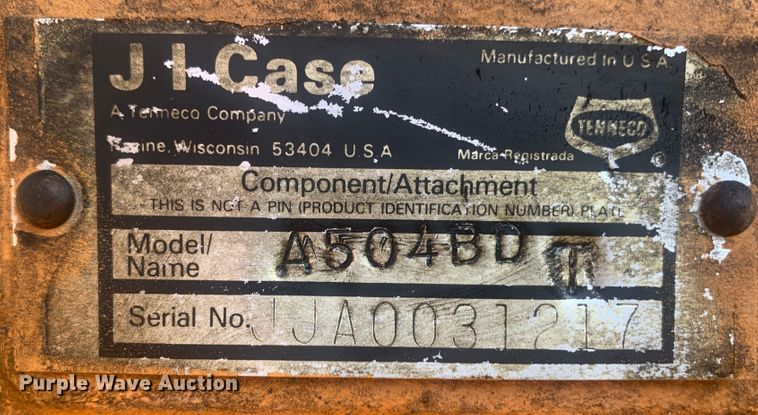 J I Case
Manufactured in U S A
A Tenneco Company
TENNECO
®
Racine, Wisconsin 53404 U.S.A
Marca Registrada
Component/Attachment
THIS IS NOT A PIN (PRODUCT IDENTIFICATION NUMBER) PLATE
Model/
Name
A504BD T
Serial No. JJA0031217
Purple Wave Auction